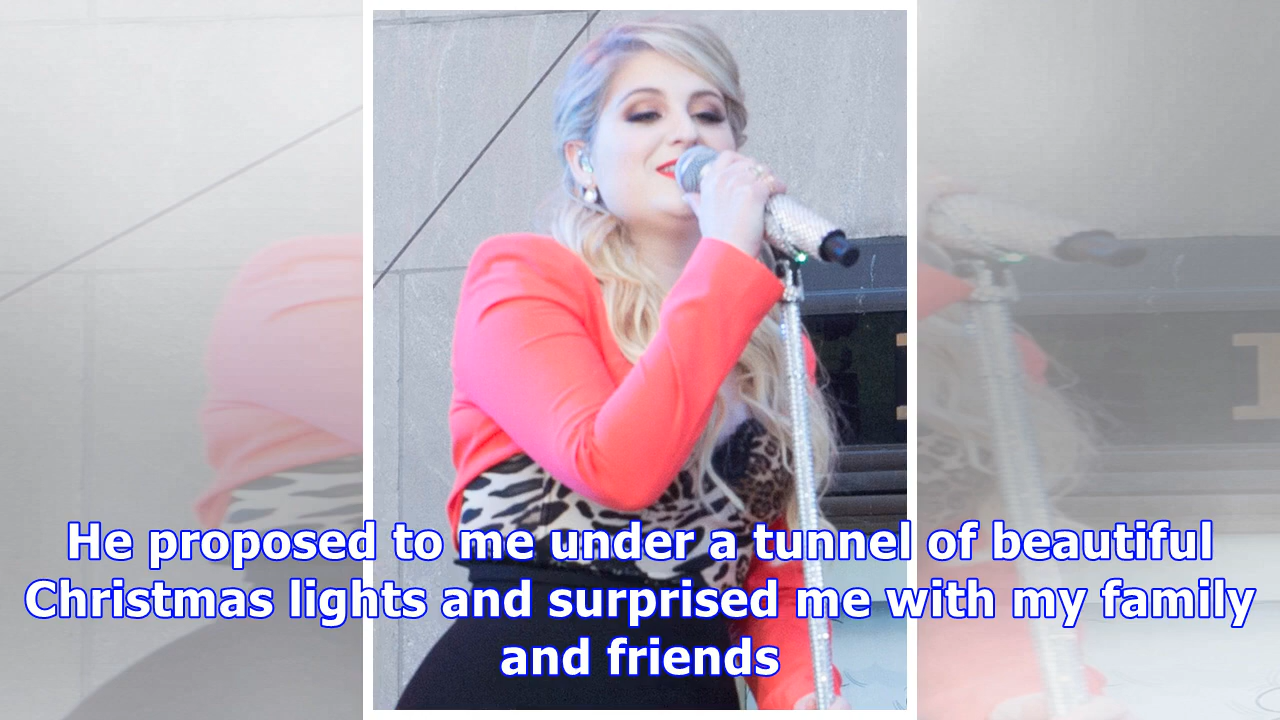 He proposed to me under a tunnel of beautiful
Christmas lights and surprised me with my family
and friends